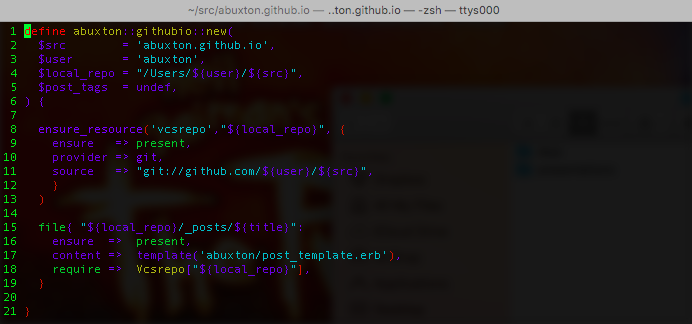 ~/src/abuxton.github.io — ..ton.github.io — -zsh — ttys000
1 define abuxton::githubio::new(
2 $src = 'abuxton.github.io',
3 $user = 'abuxton',
4 $local_repo = "/Users/${user}/${src}",
5 $post_tags = undef,
6 ) {
7
8 ensure_resource('vcsrepo',"${local_repo}", {
9 ensure => present,
10 provider => git,
11 source => "git://github.com/${user}/${src}",
12 }
13 )
14
15 file{ "${local_repo}/_posts/${title}":
16 ensure => present,
17 content => template('abuxton/post_template.erb'),
18 require => Vcsrepo["${local_repo}"],
19 }
20
21 }